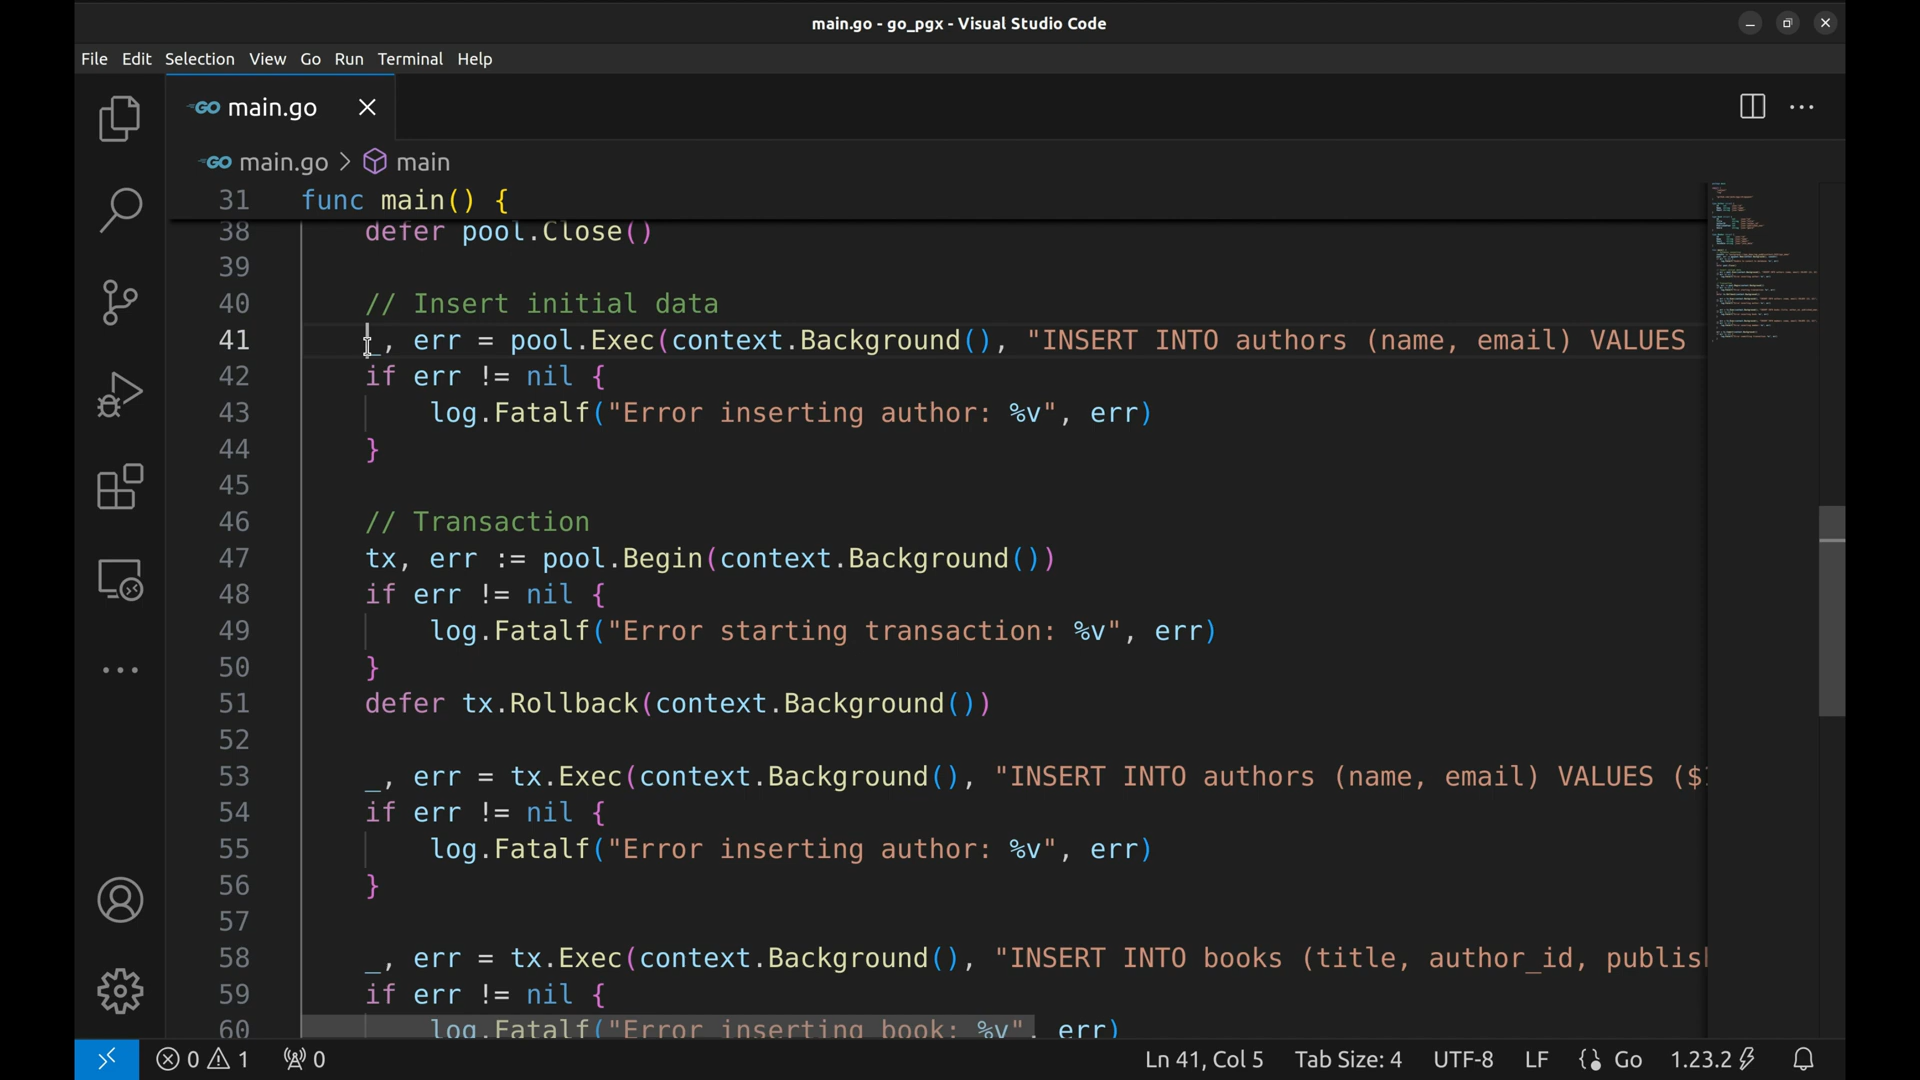 main.go - go_pgx - Visual Studio Code
File Edit Selection View Go Run Terminal Help
GO main.go
GO main.go > main
31 func main() {
38 defer pool.Close()
39
40 // Insert initial data
41 _, err = pool.Exec(context.Background(), "INSERT INTO authors (name, email) VALUES
42 if err != nil {
43 log.Fatalf("Error inserting author: %v", err)
44 }
45
46 // Transaction
47 tx, err := pool.Begin(context.Background())
48 if err != nil {
49 log.Fatalf("Error starting transaction: %v", err)
50 }
51 defer tx.Rollback(context.Background())
52
53 _, err = tx.Exec(context.Background(), "INSERT INTO authors (name, email) VALUES ($
54 if err != nil {
55 log.Fatalf("Error inserting author: %v", err)
56 }
57
58 _, err = tx.Exec(context.Background(), "INSERT INTO books (title, author_id, publis
59 if err != nil {
60 log.Fatalf("Error inserting book: %v", err)
0 1 0 Ln 41, Col 5 Tab Size: 4 UTF-8 LF Go 1.23.2